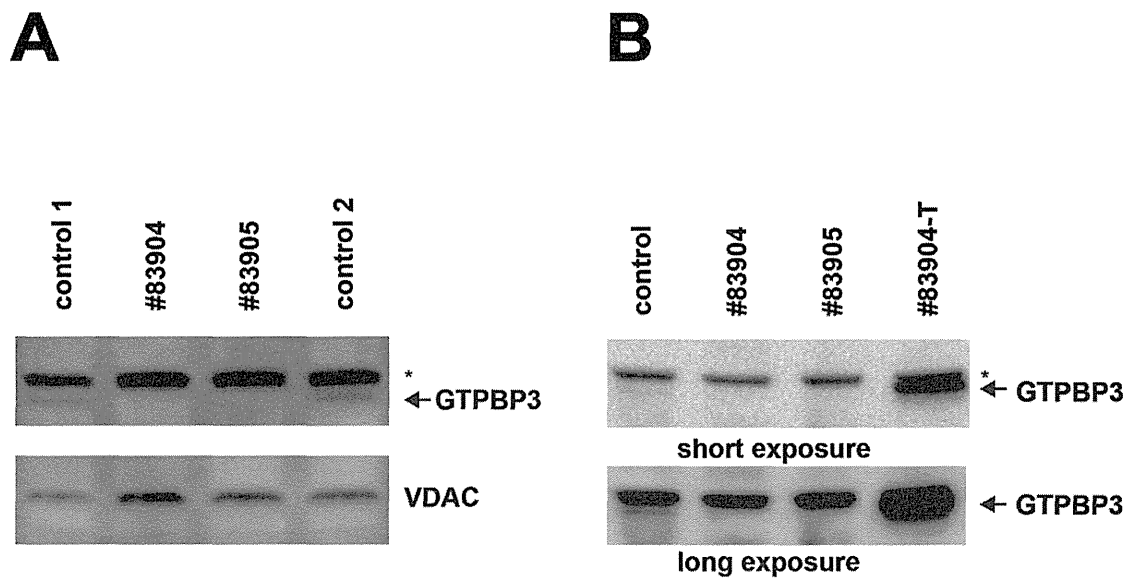 A
control 1
#83904
#83905
control 2
*
GTPBP3
VDAC
B
control
#83904
#83905
#83904-T
*
GTPBP3
short exposure
GTPBP3
long exposure